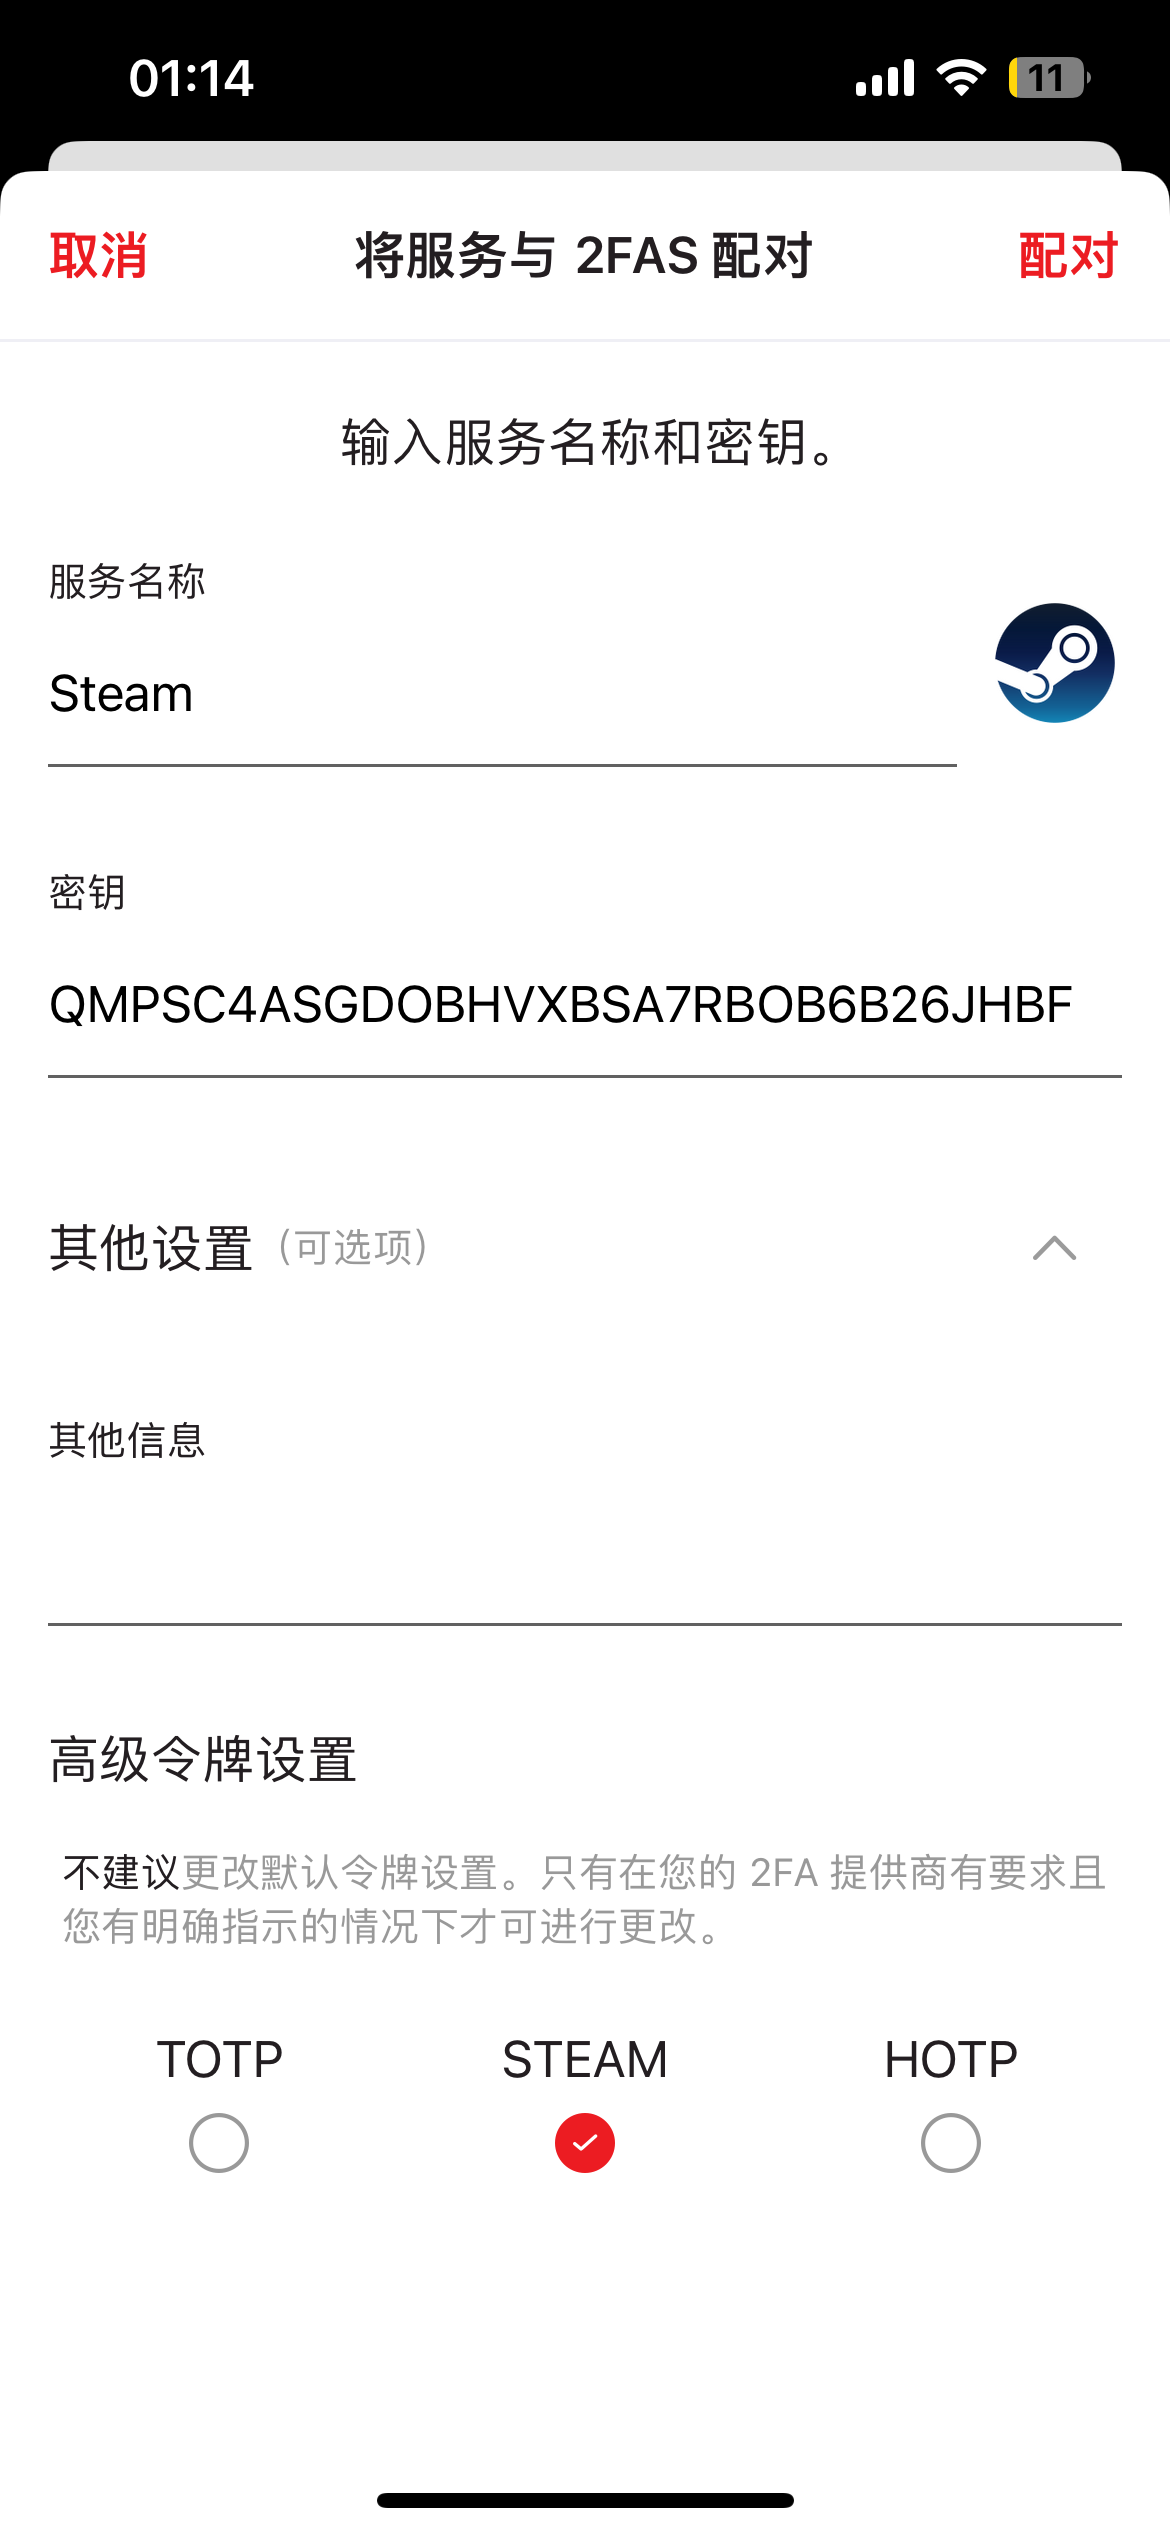 01:14
11
取消
将服务与 2FAS 配对
配对
输入服务名称和密钥。
服务名称
Steam
密钥
QMPSC4ASGDOBHVXBSA7RBOB6B26JHBF
其他设置 (可选项)
其他信息
高级令牌设置
不建议更改默认令牌设置。只有在您的 2FA 提供商有要求且
您有明确指示的情况下才可进行更改。
TOTP
STEAM
HOTP